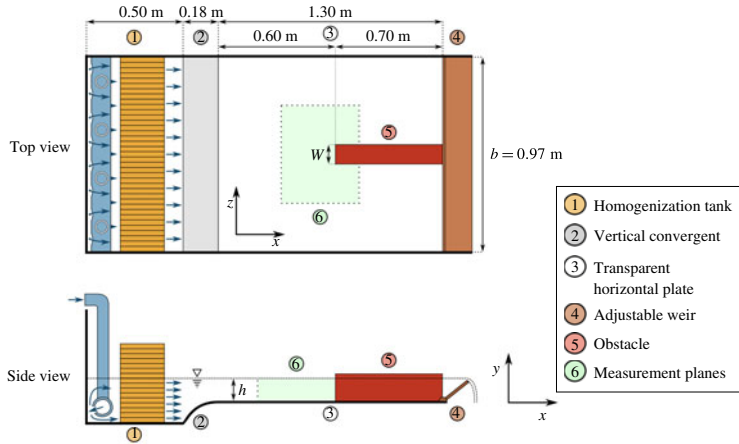 0.50 m 0.18 m 1.30 m
1 2 0.60 m 3 0.70 m 4
Top view
5
W
b = 0.97 m
z
x
6
1 Homogenization tank
2 Vertical convergent
3 Transparent
horizontal plate
4 Adjustable weir
5 Obstacle
6 Measurement planes
Side view
6 5
h
y
x
1 2 3 4